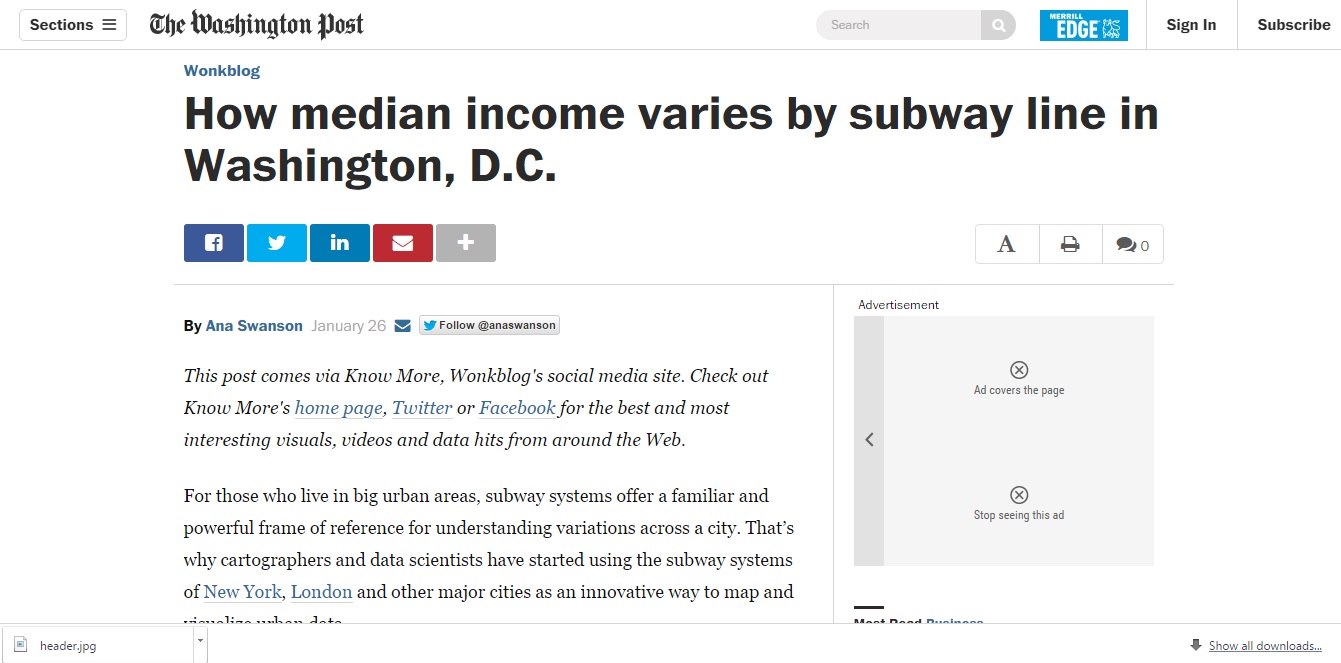 Sections
The Washington Post
Search
MERRILL
EDGE
Sign In
Subscribe
Wonkblog
How median income varies by subway line in
Washington, D.C.
in
A
0
By Ana Swanson January 26
Follow @anaswanson
Advertisement
This post comes via Know More, Wonkblog's social media site. Check out
Know More's home page, Twitter or Facebook for the best and most
interesting visuals, videos and data hits from around the Web.
Ad covers the page
Stop seeing this ad
For those who live in big urban areas, subway systems offer a familiar and
powerful frame of reference for understanding variations across a city. That’s
why cartographers and data scientists have started using the subway systems
of New York, London and other major cities as an innovative way to map and
visualize urban data.
Most Read Business
header.jpg
Show all downloads...